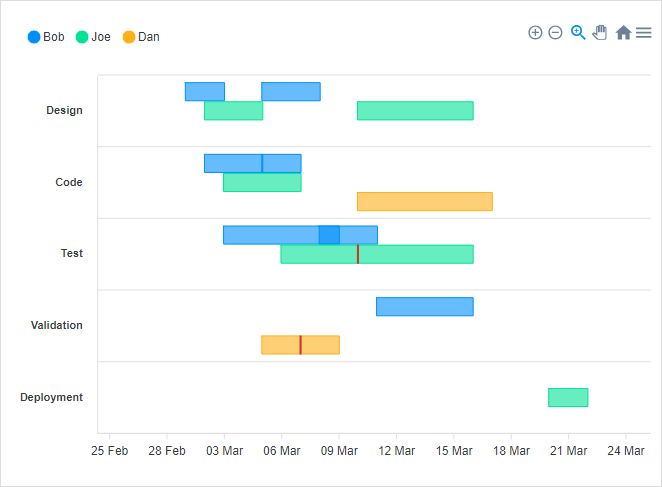 Bob Joe Dan
Design
Code
Test
Validation
Deployment
25 Feb 28 Feb 03 Mar 06 Mar 09 Mar 12 Mar 15 Mar 18 Mar 21 Mar 24 Mar